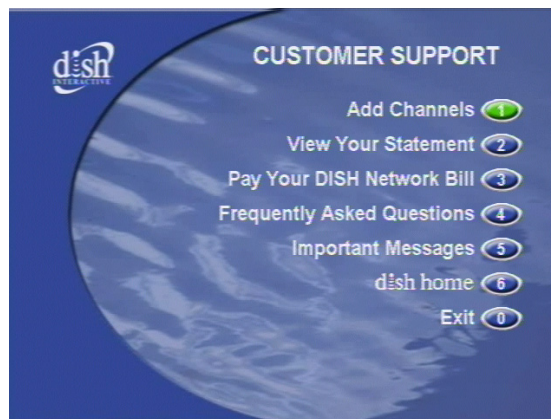 dish
INTERACTIVE
CUSTOMER SUPPORT
Add Channels 1
View Your Statement 2
Pay Your DISH Network Bill 3
Frequently Asked Questions 4
Important Messages 5
dish home 6
Exit 0